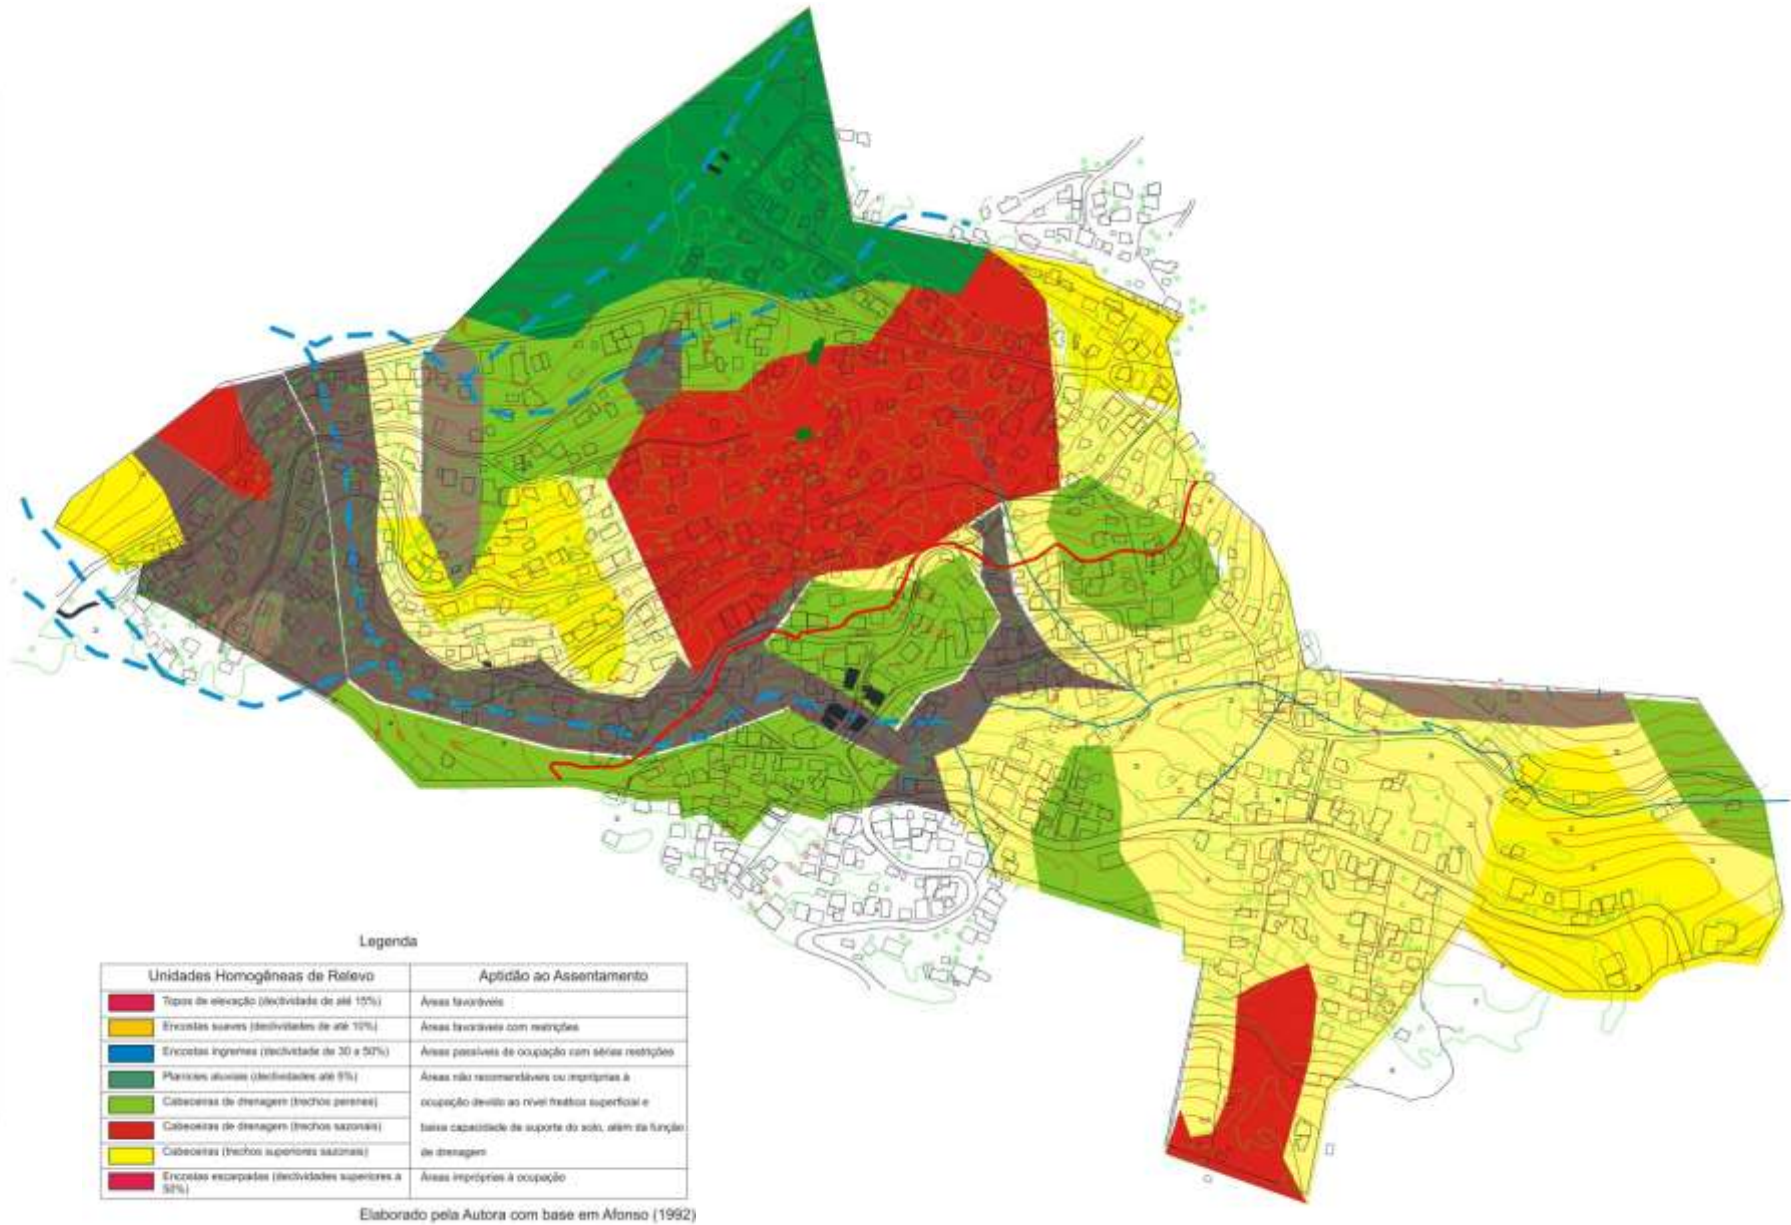 Legenda
Unidades Homogêneas de Relevo
Aptidão ao Assentamento
Topos de elevação (declividade de até 15%)
Áreas favoráveis
Encostas suaves (declividades de até 10%)
Áreas favoráveis com restrições
Encostas íngremes (declividade de 30 a 50%)
Áreas passíveis de ocupação com sérias restrições
Planícies aluviais (declividades até 5%)
Áreas não recomendáveis ou impróprias à
Cabeceiras de drenagem (trechos perenes)
ocupação devido ao nível freático superficial e
Cabeceiras de drenagem (trechos sazonais)
baixa capacidade de suporte do solo, além da função
Cabeceiras (trechos superiores sazonais)
de drenagem
Encostas escarpadas (declividades superiores a
50%)
Áreas impróprias à ocupação
Elaborado pela Autora com base em Afonso (1992)